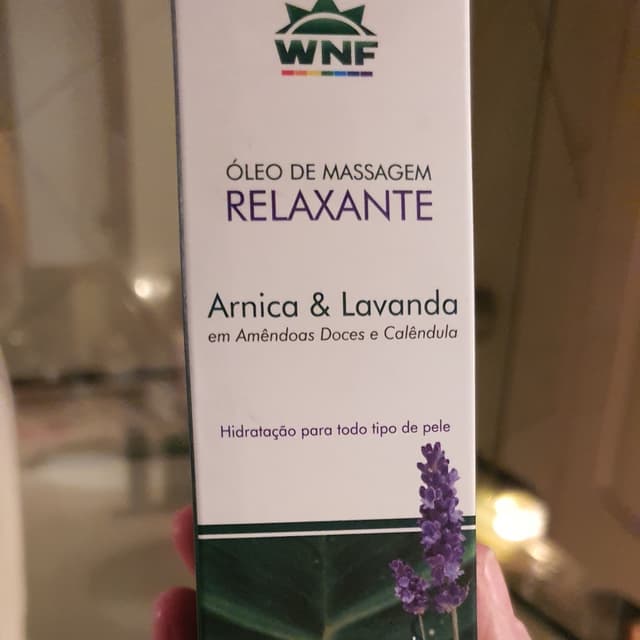 WNF
ÓLEO DE MASSAGEM
RELAXANTE
Arnica & Lavanda
em Amêndoas Doces e Calêndula
Hidratação para todo tipo de pele